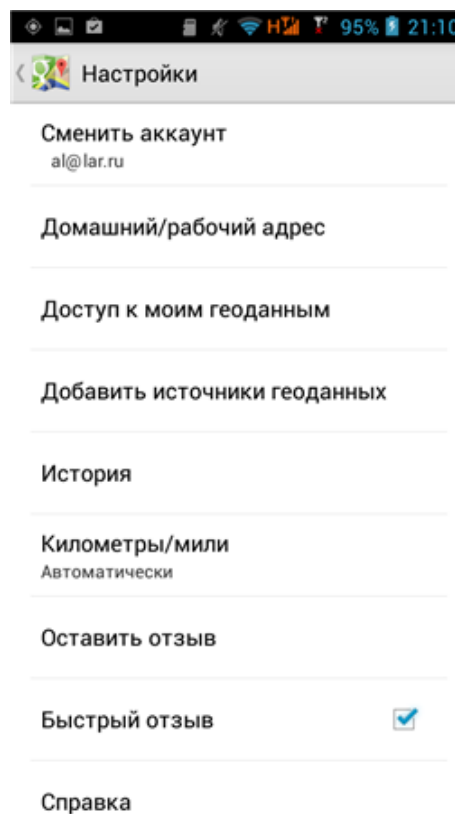 H 95% 21:10
Настройки
Сменить аккаунт
al@lar.ru
Домашний/рабочий адрес
Доступ к моим геоданным
Добавить источники геоданных
История
Километры/мили
Автоматически
Оставить отзыв
Быстрый отзыв
Справка